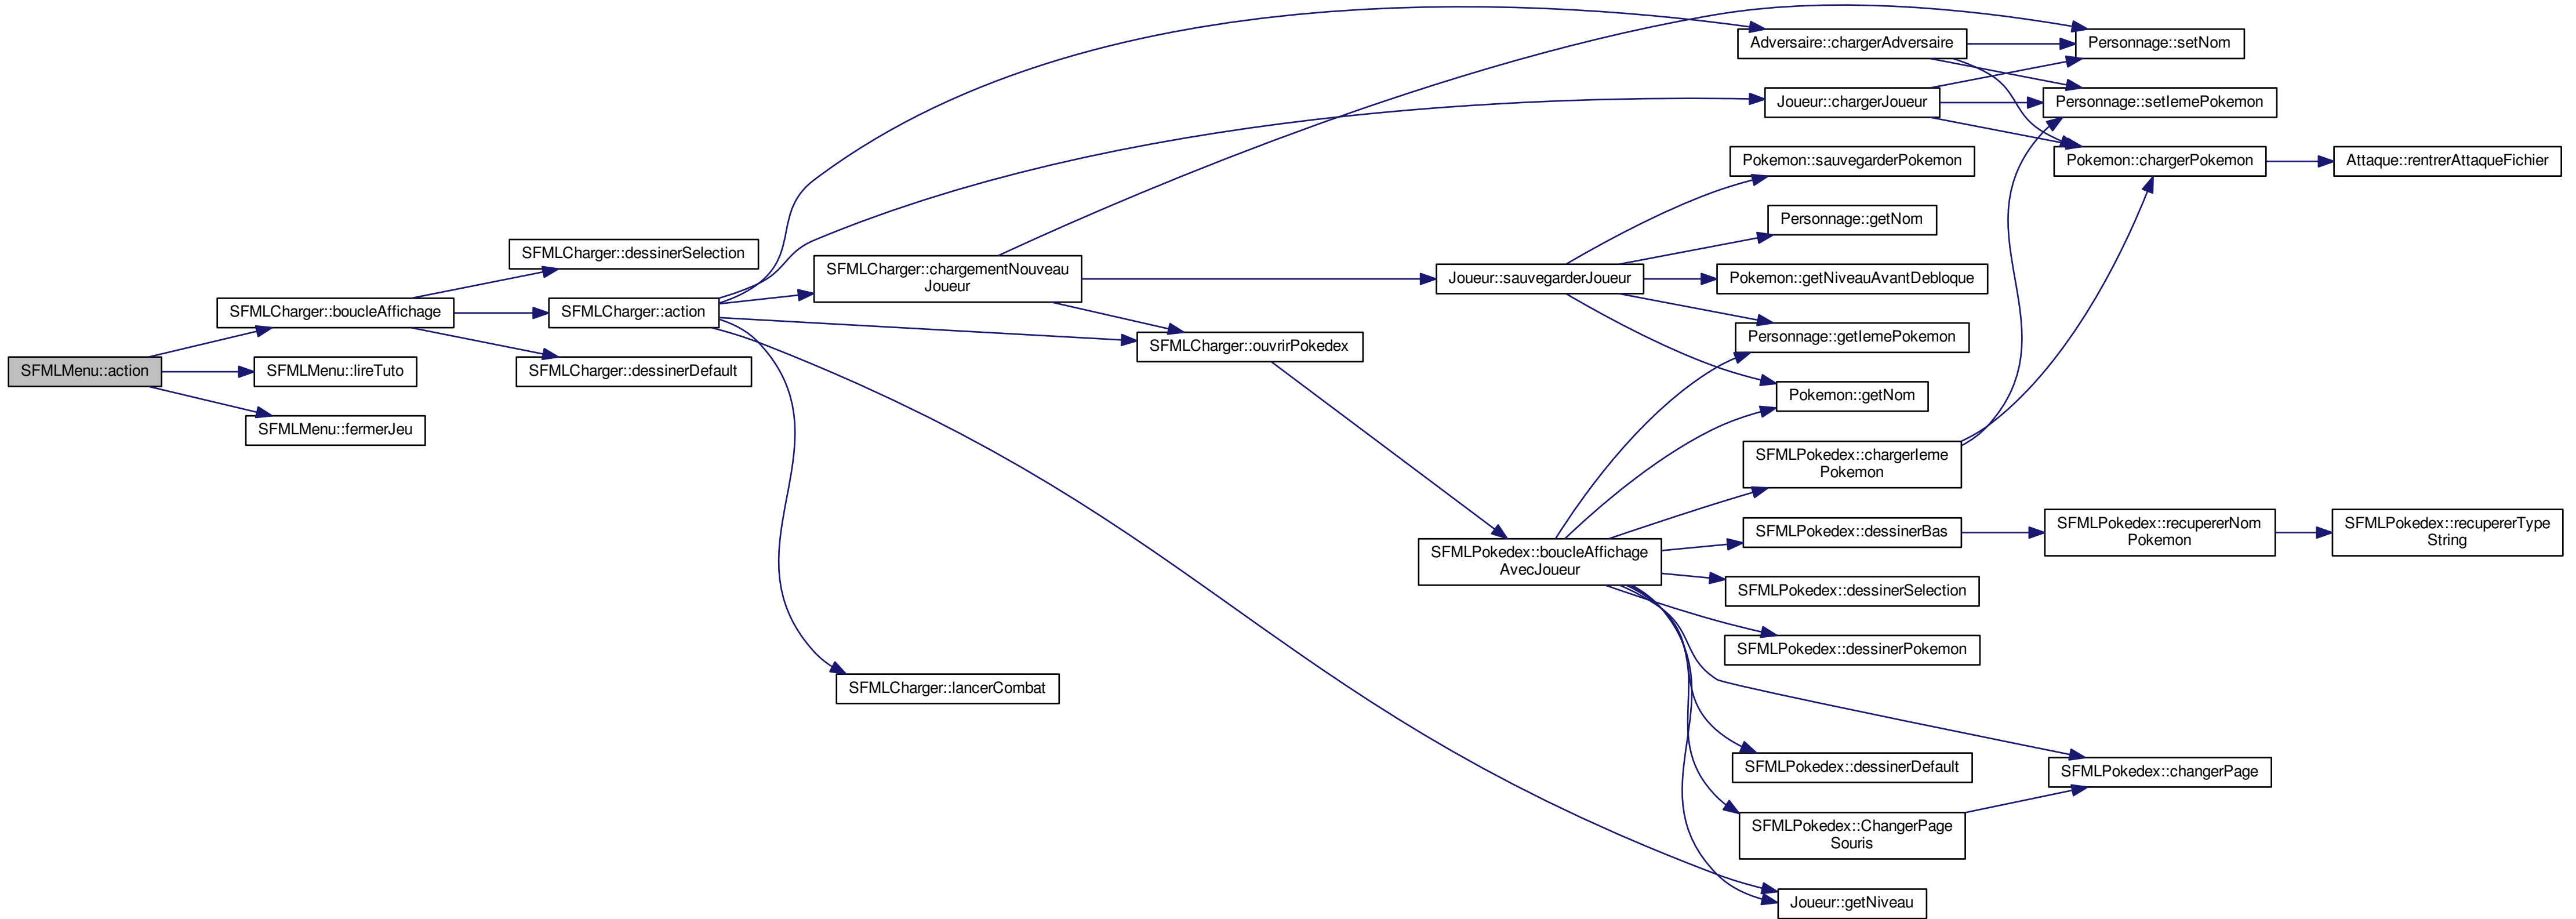 SFMLMenu::action
SFMLCharger::boucleAffichage
SFMLMenu::lireTuto
SFMLMenu::fermerJeu
SFMLCharger::dessinerSelection
SFMLCharger::action
SFMLCharger::dessinerDefault
SFMLCharger::chargementNouveau
Joueur
SFMLCharger::lancerCombat
SFMLCharger::ouvrirPokedex
SFMLPokedex::boucleAffichage
AvecJoueur
Adversaire::chargerAdversaire
Joueur::chargerJoueur
Joueur::sauvegarderJoueur
Pokemon::sauvegarderPokemon
Personnage::getNom
Pokemon::getNiveauAvantDebloque
Personnage::getIemePokemon
Pokemon::getNom
SFMLPokedex::chargerIeme
Pokemon
SFMLPokedex::dessinerBas
SFMLPokedex::dessinerSelection
SFMLPokedex::dessinerPokemon
SFMLPokedex::dessinerDefault
SFMLPokedex::ChangerPage
Souris
Joueur::getNiveau
Personnage::setNom
Personnage::setIemePokemon
Pokemon::chargerPokemon
SFMLPokedex::recupererNom
Pokemon
SFMLPokedex::changerPage
Attaque::rentrerAttaqueFichier
SFMLPokedex::recupererType
String